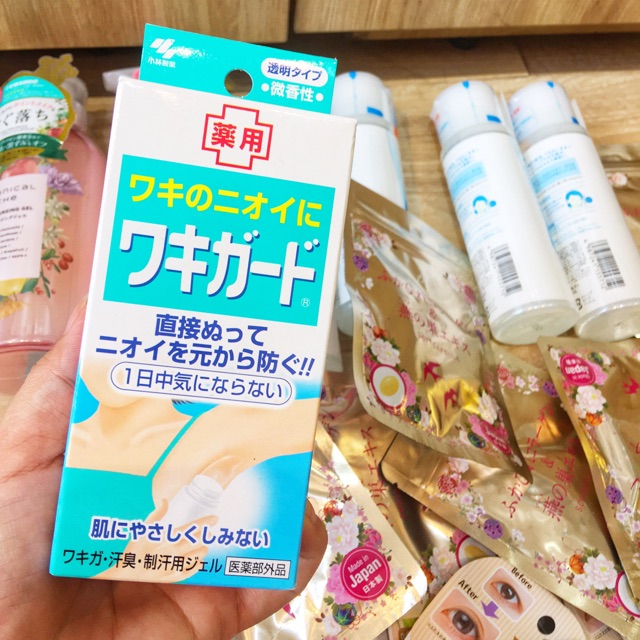 小林製薬
透明タイプ
●微香性●
薬用
ワキのニオイに
ワキガード®
直接ぬって
ニオイを元から防ぐ!!
1日中気にならない
肌にやさしくしみない
ワキガ・汗臭・制汗用ジェル
医薬部外品
ぐ落ち
Made in
Japan
日本製
After
Before